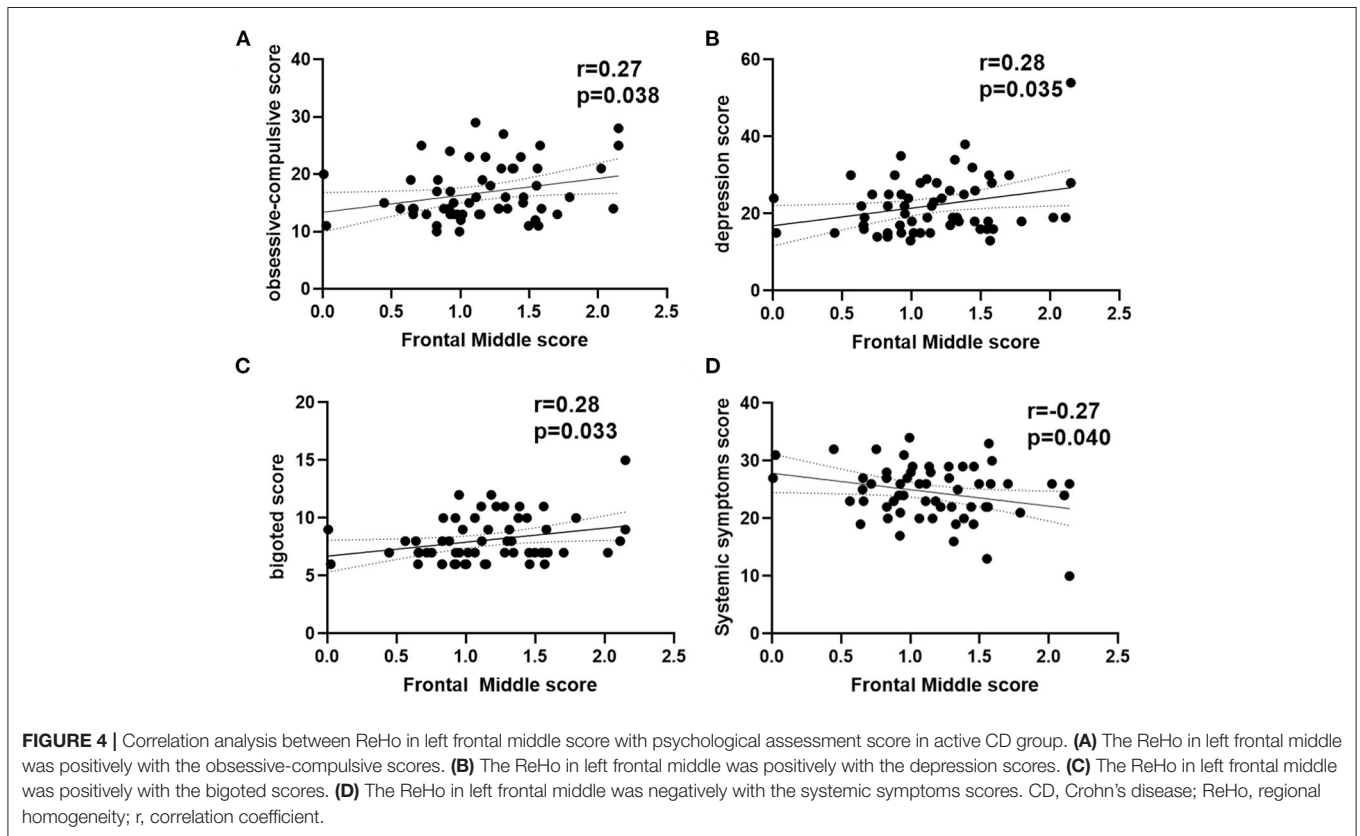 A
r=0.27
p=0.038
obsessive-compulsive score
40
30
20
10
0
0.0 0.5 1.0 1.5 2.0 2.5
Frontal Middle score
B
r=0.28
p=0.035
depression score
60
40
20
0
0.0 0.5 1.0 1.5 2.0 2.5
Frontal Middle score
C
r=0.28
p=0.033
bigoted score
20
15
10
5
0
0.0 0.5 1.0 1.5 2.0 2.5
Frontal Middle score
D
r=-0.27
p=0.040
Systemic symptoms score
40
30
20
10
0
0.0 0.5 1.0 1.5 2.0 2.5
Frontal Middle score
FIGURE 4 | Correlation analysis between ReHo in left frontal middle score with psychological assessment score in active CD group. (A) The ReHo in left frontal middle
was positively with the obsessive-compulsive scores. (B) The ReHo in left frontal middle was positively with the depression scores. (C) The ReHo in left frontal middle
was positively with the bigoted scores. (D) The ReHo in left frontal middle was negatively with the systemic symptoms scores. CD, Crohn's disease; ReHo, regional
homogeneity; r, correlation coefficient.